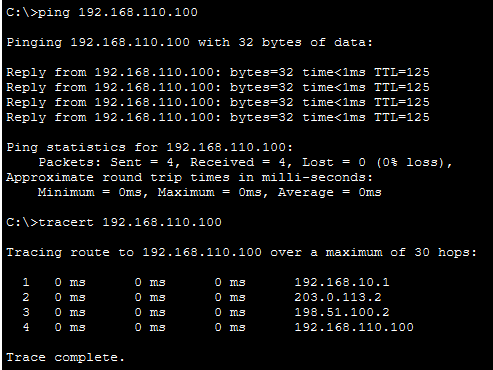 C:\>ping 192.168.110.100
Pinging 192.168.110.100 with 32 bytes of data:
Reply from 192.168.110.100: bytes=32 time<1ms TTL=125
Reply from 192.168.110.100: bytes=32 time<1ms TTL=125
Reply from 192.168.110.100: bytes=32 time<1ms TTL=125
Reply from 192.168.110.100: bytes=32 time<1ms TTL=125
Ping statistics for 192.168.110.100:
    Packets: Sent = 4, Received = 4, Lost = 0 (0% loss),
Approximate round trip times in milli-seconds:
    Minimum = 0ms, Maximum = 0ms, Average = 0ms
C:\>tracert 192.168.110.100
Tracing route to 192.168.110.100 over a maximum of 30 hops:
  1   0 ms      0 ms      0 ms      192.168.10.1
  2   0 ms      0 ms      0 ms      203.0.113.2
  3   0 ms      0 ms      0 ms      198.51.100.2
  4   0 ms      0 ms      0 ms      192.168.110.100
Trace complete.